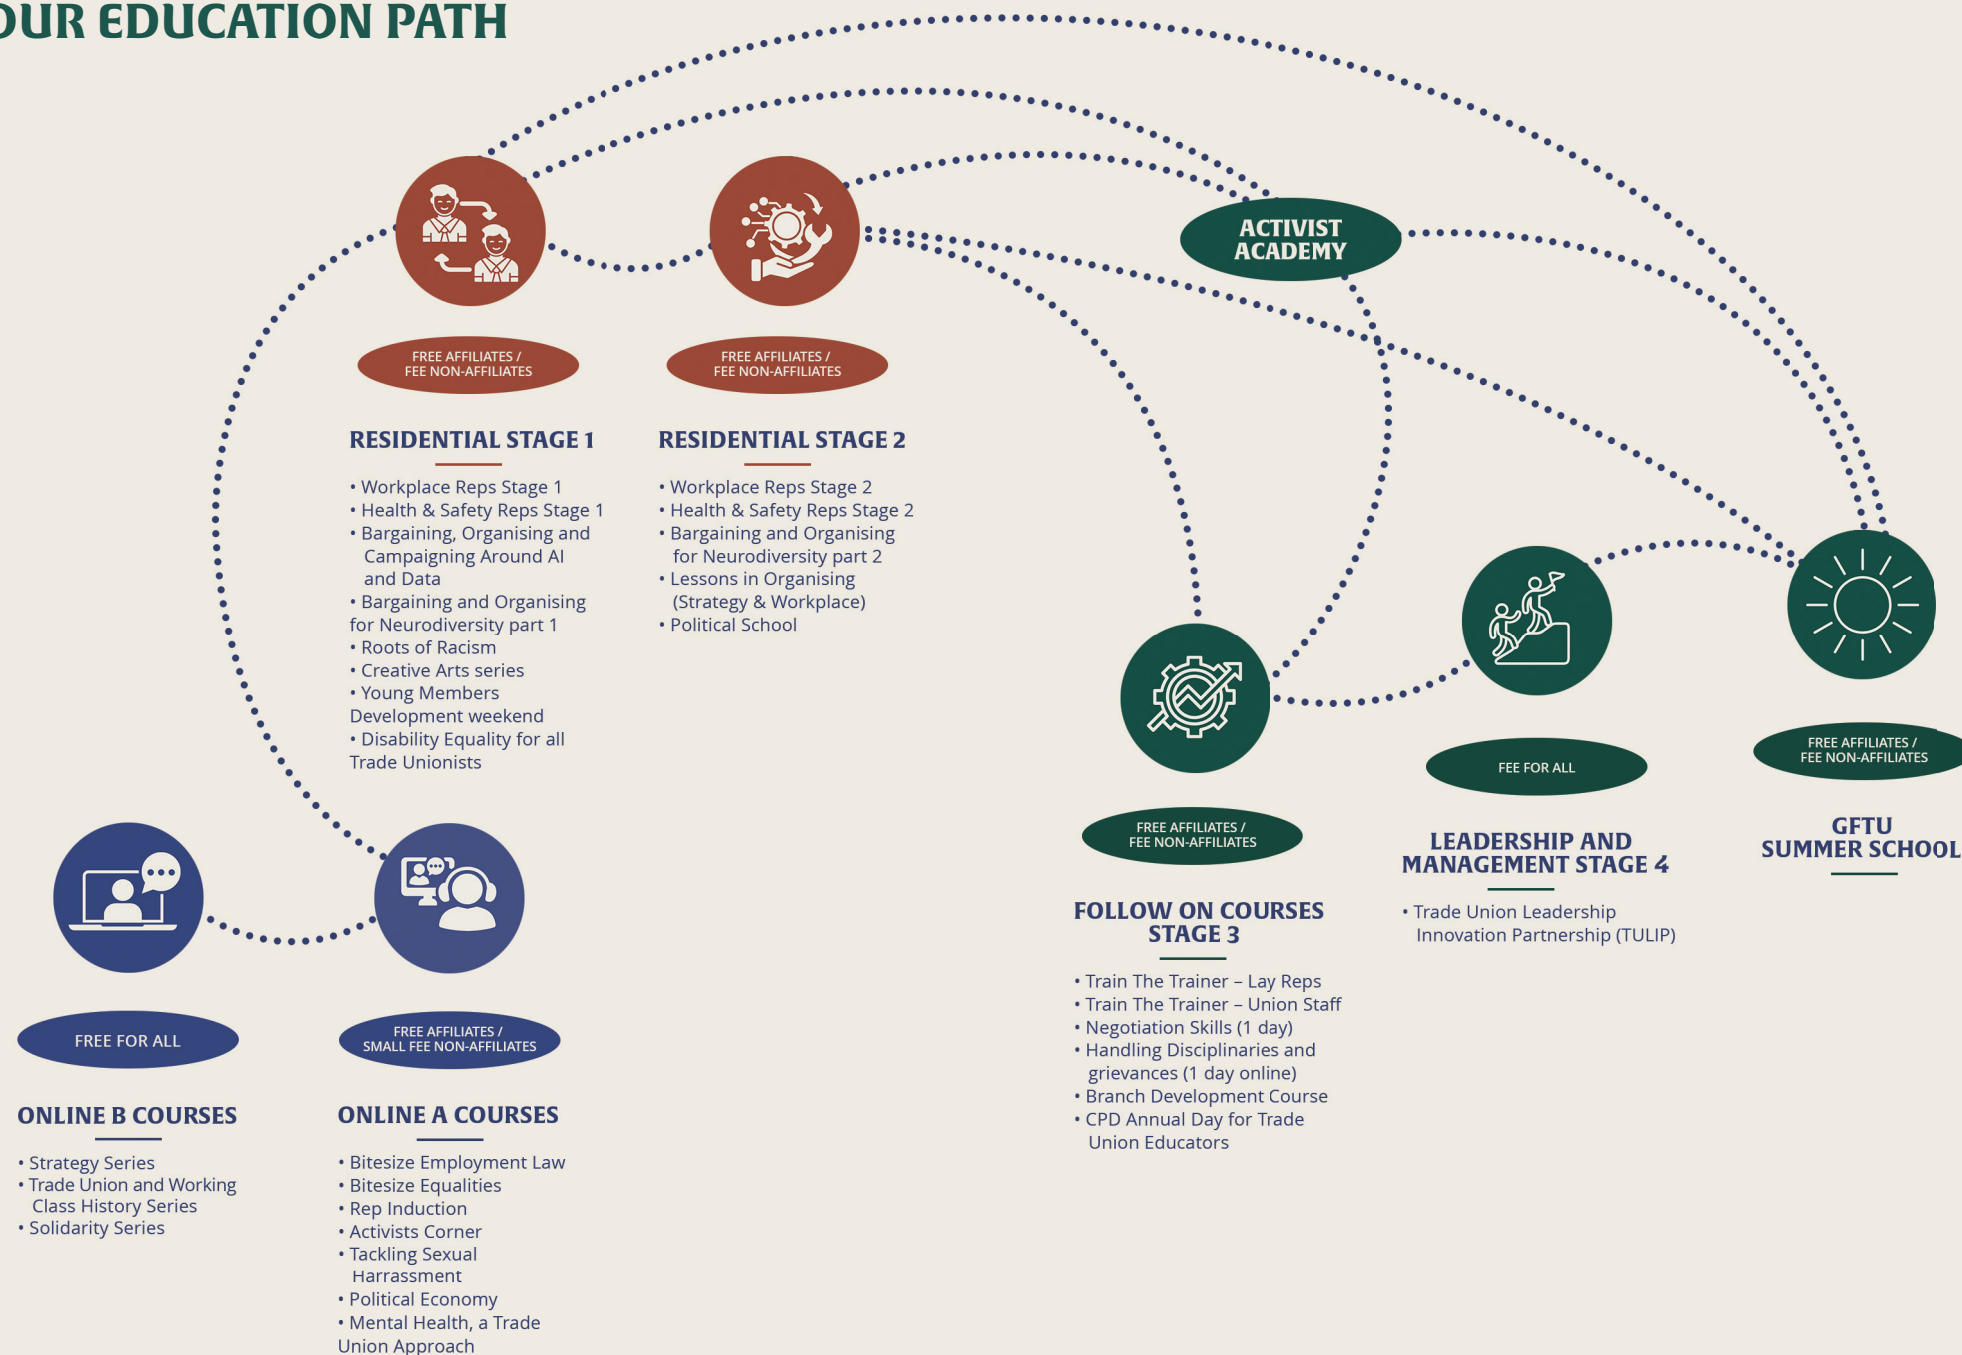 OUR EDUCATION PATH
ACTIVIST
ACADEMY
FREE AFFILIATES /
FEE NON-AFFILIATES
RESIDENTIAL STAGE 1
• Workplace Reps Stage 1
• Health & Safety Reps Stage 1
• Bargaining, Organising and
Campaigning Around AI
and Data
• Bargaining and Organising
for Neurodiversity part 1
• Roots of Racism
• Creative Arts series
• Young Members
Development weekend
• Disability Equality for all
Trade Unionists
FREE AFFILIATES /
FEE NON-AFFILIATES
RESIDENTIAL STAGE 2
• Workplace Reps Stage 2
• Health & Safety Reps Stage 2
• Bargaining and Organising
for Neurodiversity part 2
• Lessons in Organising
(Strategy & Workplace)
• Political School
FREE FOR ALL
ONLINE B COURSES
• Strategy Series
• Trade Union and Working
Class History Series
• Solidarity Series
FREE AFFILIATES /
SMALL FEE NON-AFFILIATES
ONLINE A COURSES
• Bitesize Employment Law
• Bitesize Equalities
• Rep Induction
• Activists Corner
• Tackling Sexual
Harrassment
• Political Economy
• Mental Health, a Trade
Union Approach
FREE AFFILIATES /
FEE NON-AFFILIATES
FOLLOW ON COURSES
STAGE 3
• Train The Trainer – Lay Reps
• Train The Trainer – Union Staff
• Negotiation Skills (1 day)
• Handling Disciplinaries and
grievances (1 day online)
• Branch Development Course
• CPD Annual Day for Trade
Union Educators
FEE FOR ALL
LEADERSHIP AND
MANAGEMENT STAGE 4
• Trade Union Leadership
Innovation Partnership (TULIP)
FREE AFFILIATES /
FEE NON-AFFILIATES
GFTU
SUMMER SCHOOL